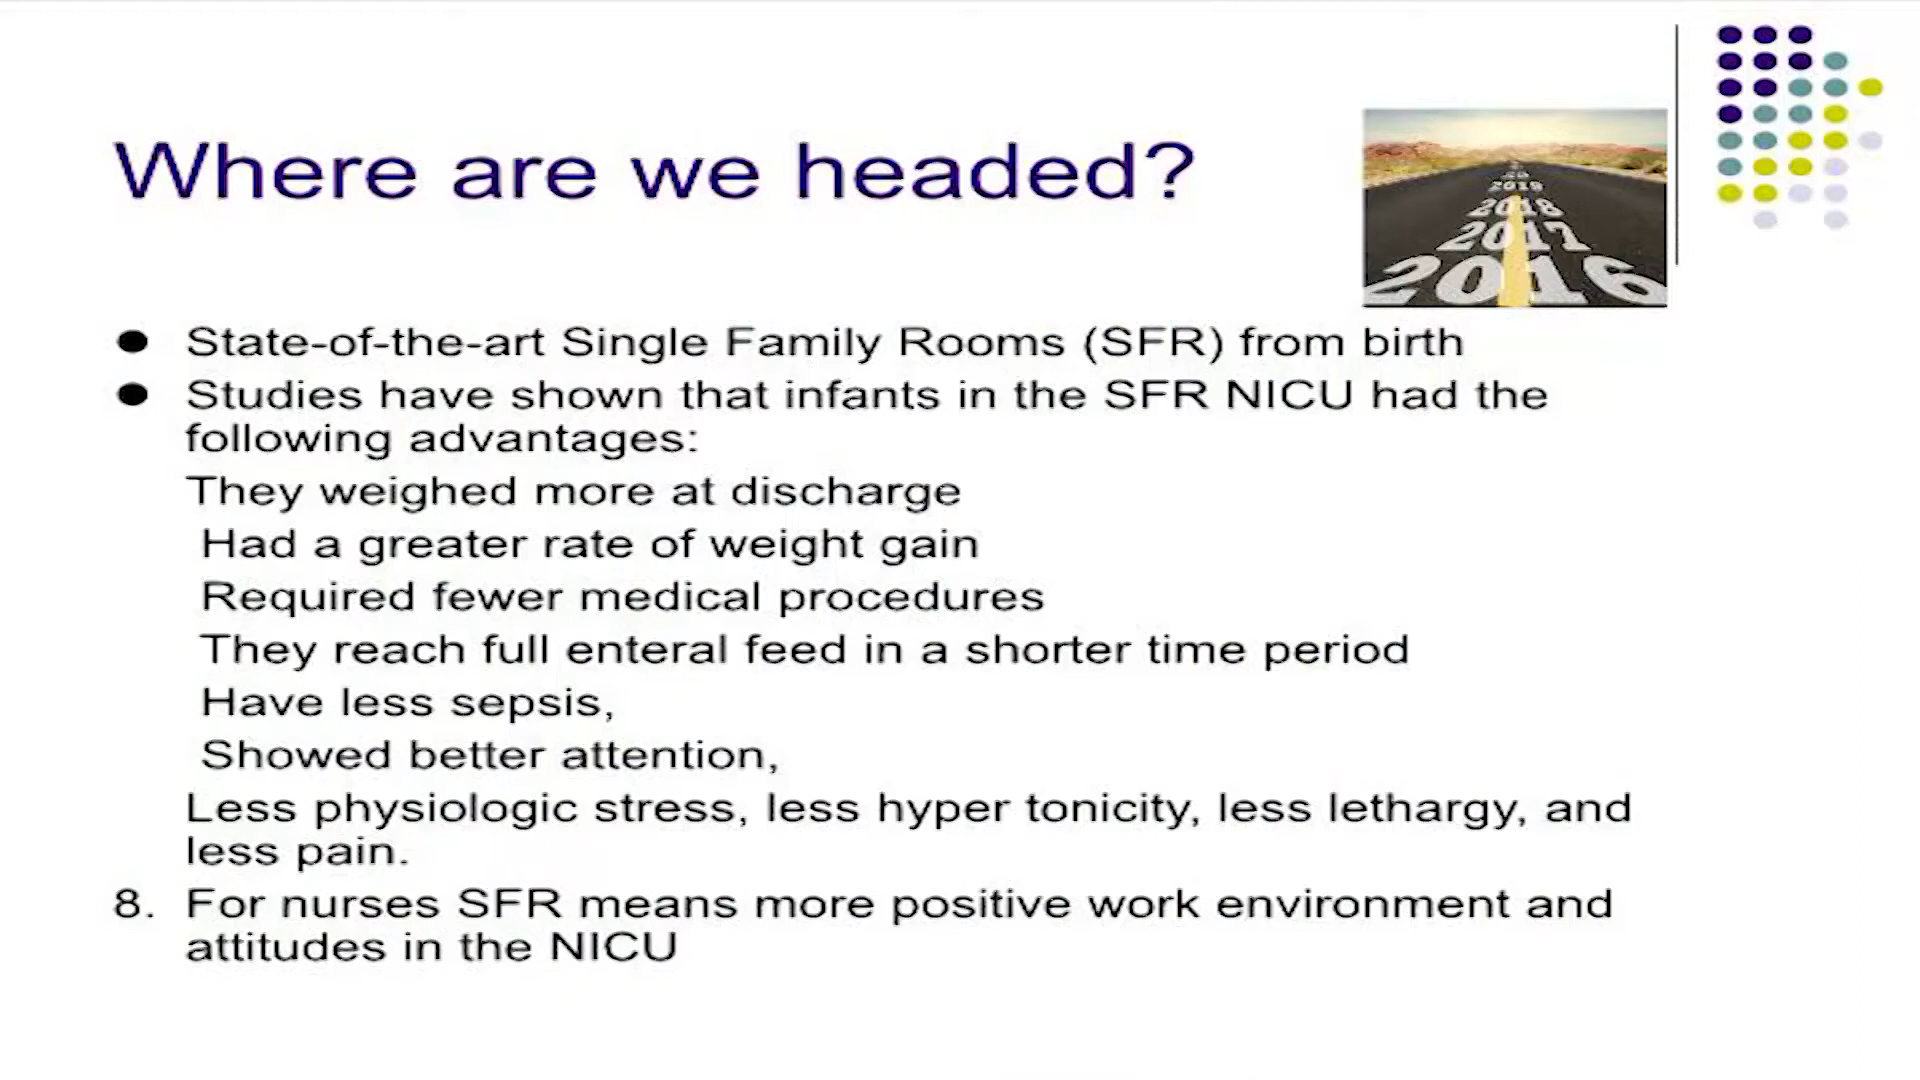 Where are we headed?
20
2019
2018
2017
2016
● State-of-the-art Single Family Rooms (SFR) from birth
● Studies have shown that infants in the SFR NICU had the
following advantages:
They weighed more at discharge
Had a greater rate of weight gain
Required fewer medical procedures
They reach full enteral feed in a shorter time period
Have less sepsis,
Showed better attention,
Less physiologic stress, less hyper tonicity, less lethargy, and
less pain.
8. For nurses SFR means more positive work environment and
attitudes in the NICU